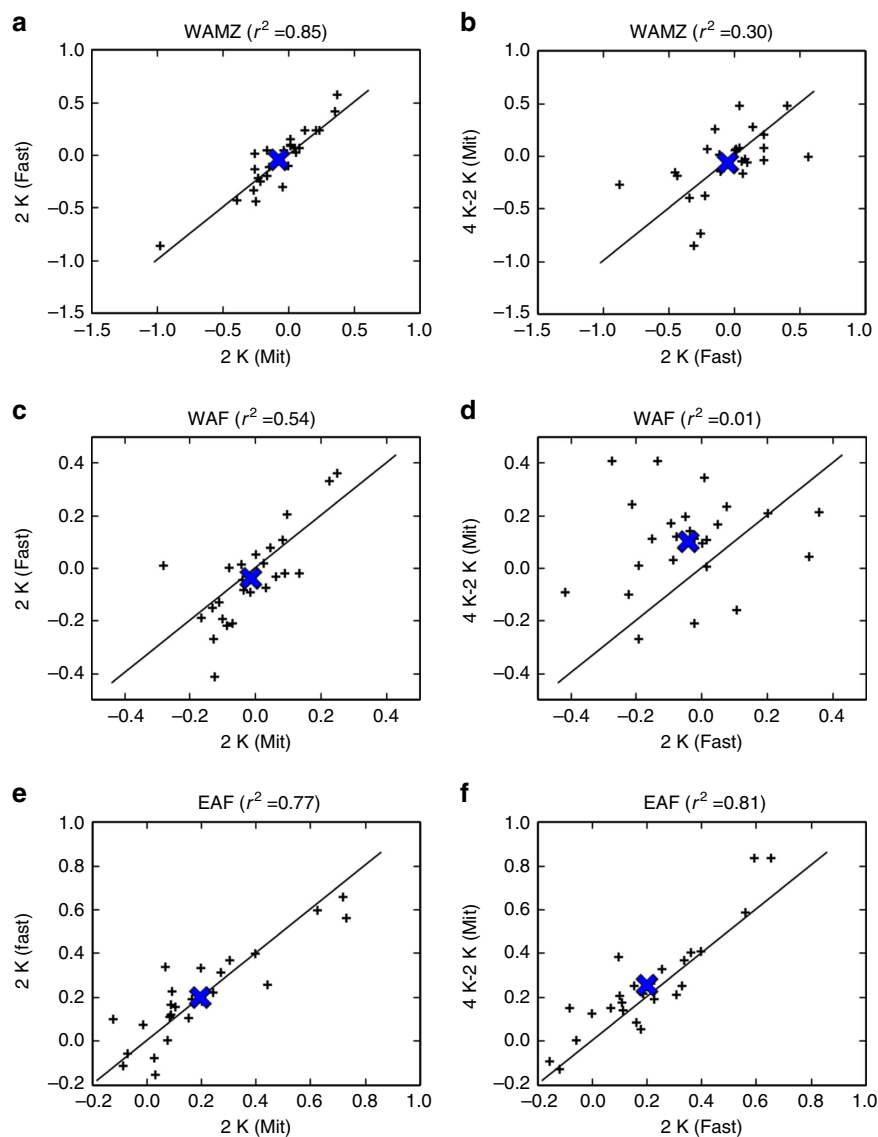 a
WAMZ (r² =0.85)
1.0
0.5
0.0
−0.5
−1.0
−1.5
−1.5 −1.0 −0.5 0.0 0.5 1.0
2 K (Fast)
2 K (Mit)
b
WAMZ (r² =0.30)
1.0
0.5
0.0
−0.5
−1.0
−1.5
−1.5 −1.0 −0.5 0.0 0.5 1.0
4 K-2 K (Mit)
2 K (Fast)
c
WAF (r² =0.54)
0.4
0.2
0.0
−0.2
−0.4
−0.4 −0.2 0.0 0.2 0.4
2 K (Fast)
2 K (Mit)
d
WAF (r² =0.01)
0.4
0.2
0.0
−0.2
−0.4
−0.4 −0.2 0.0 0.2 0.4
4 K-2 K (Mit)
2 K (Fast)
e
EAF (r² =0.77)
1.0
0.8
0.6
0.4
0.2
0.0
−0.2
−0.2 0.0 0.2 0.4 0.6 0.8 1.0
2 K (fast)
2 K (Mit)
f
EAF (r² =0.81)
1.0
0.8
0.6
0.4
0.2
0.0
−0.2
−0.2 0.0 0.2 0.4 0.6 0.8 1.0
4 K-2 K (Mit)
2 K (Fast)